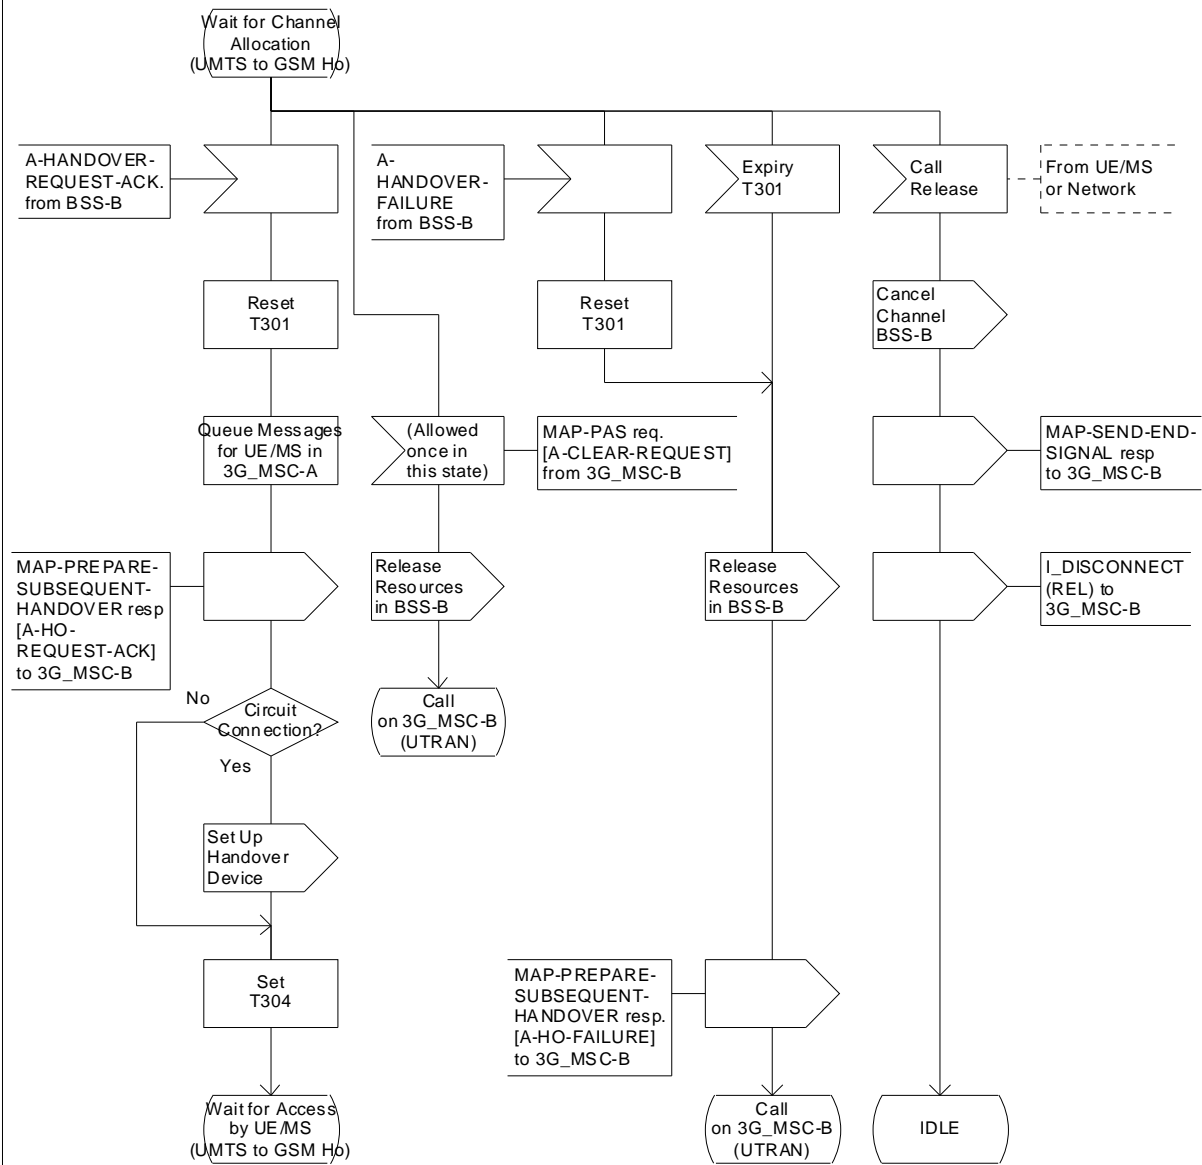 Wait for Channel
Allocation
(UMTS to GSM Ho)
A-HANDOVER-
REQUEST-ACK.
from BSS-B
A-
HANDOVER-
FAILURE
from BSS-B
Expiry
T301
Call
Release
From UE/MS
or Network
Reset
T301
Reset
T301
Cancel
Channel
BSS-B
Queue Messages
for UE/MS in
3G_MSC-A
(Allowed
once in
this state)
MAP-PAS req.
[A-CLEAR-REQUEST]
from 3G_MSC-B
MAP-SEND-END-
SIGNAL resp
to 3G_MSC-B
MAP-PREPARE-
SUBSEQUENT-
HANDOVER resp
[A-HO-
REQUEST-ACK]
to 3G_MSC-B
Release
Resources
in BSS-B
Release
Resources
in BSS-B
I_DISCONNECT
(REL) to
3G_MSC-B
No
Circuit
Connection?
Yes
Call
on 3G_MSC-B
(UTRAN)
Set Up
Handover
Device
Set
T304
MAP-PREPARE-
SUBSEQUENT-
HANDOVER resp.
[A-HO-FAILURE]
to 3G_MSC-B
Wait for Access
by UE/MS
(UMTS to GSM Ho)
Call
on 3G_MSC-B
(UTRAN)
IDLE